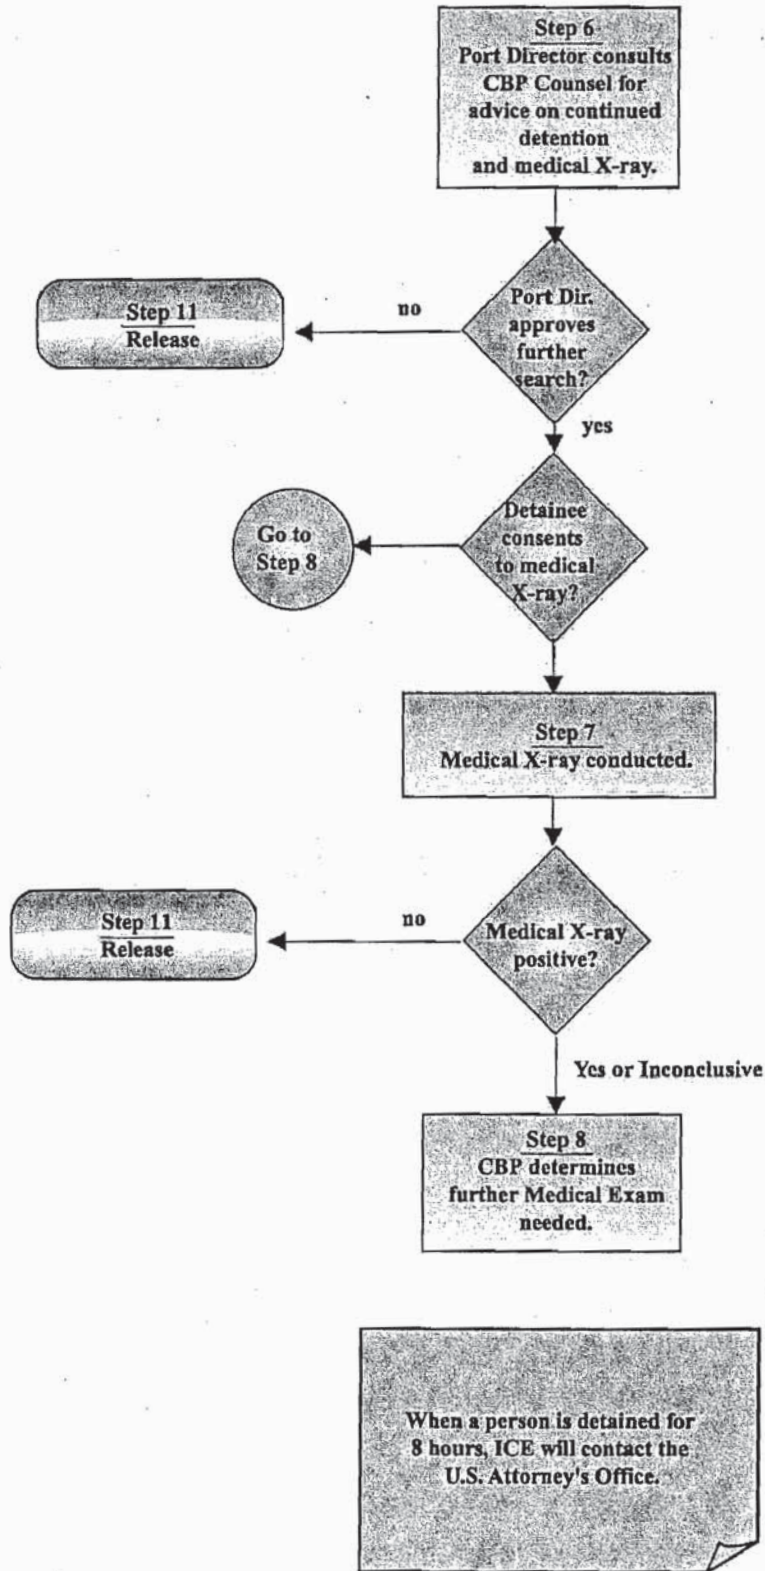 Step 6
Port Director consults
CBP Counsel for
advice on continued
detention
and medical X-ray.
Port Dir.
approves
further
search?
no
Step 11
Release
yes
Detainee
consents
to medical
X-ray?
Go to
Step 8
Step 7
Medical X-ray conducted.
Medical X-ray
positive?
no
Step 11
Release
Yes or Inconclusive
Step 8
CBP determines
further Medical Exam
needed.
When a person is detained for
8 hours, ICE will contact the
U.S. Attorney's Office.